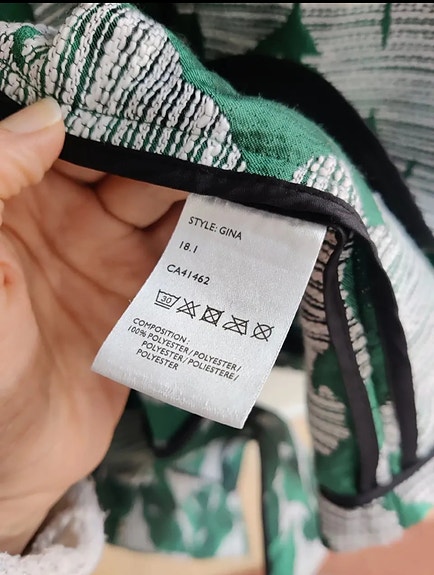 STYLE: GINA
18.1
CA41462
30
COMPOSITION:
100% POLYESTER/POLYESTER/
POLYESTER/POLIESTERE/
POLYESTER